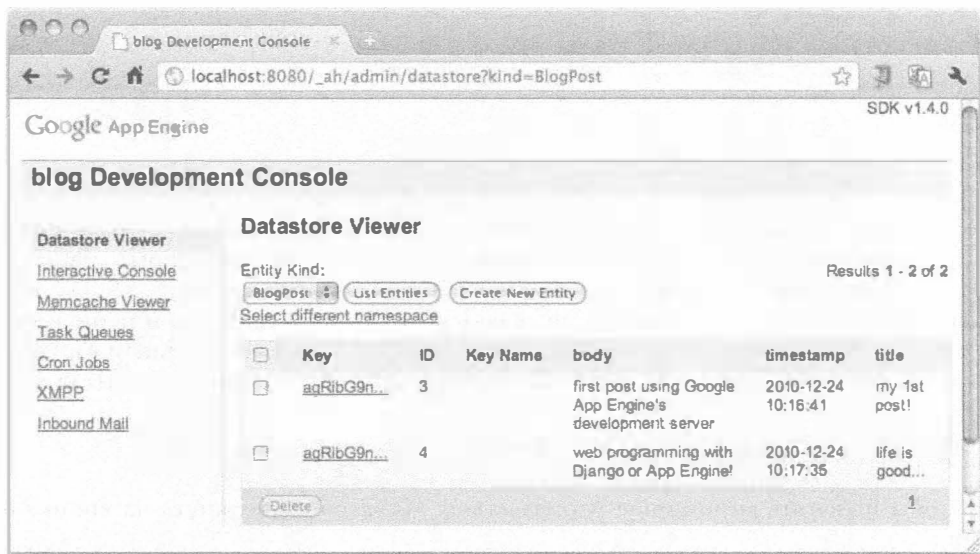 blog Development Console
localhost:8080/_ah/admin/datastore?kind=BlogPost
SDK v1.4.0
Google App Engine
blog Development Console
Datastore Viewer
Interactive Console
Memcache Viewer
Task Queues
Cron Jobs
XMPP
Inbound Mail
Datastore Viewer
Entity Kind:
Results 1 - 2 of 2
BlogPost List Entities Create New Entity
Select different namespace
Key ID Key Name body timestamp title
agRibG9n... 3 first post using Google 2010-12-24 my 1st
App Engine's 10:16:41 post!
development server
agRibG9n... 4 web programming with 2010-12-24 life is
Django or App Engine! 10:17:35 good...
Delete 1